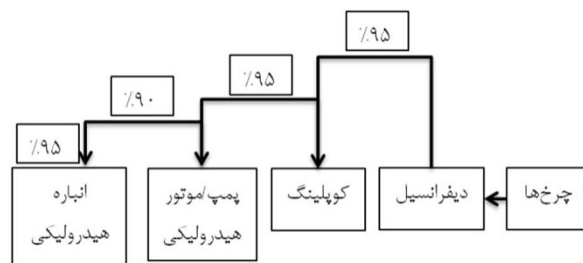 ٪۹۵
٪۹۵
٪۹۰
٪۹۵
چرخ‌ها
دیفرانسیل
کوپلینگ
پمپ/موتور
هیدرولیکی
انباره
هیدرولیکی